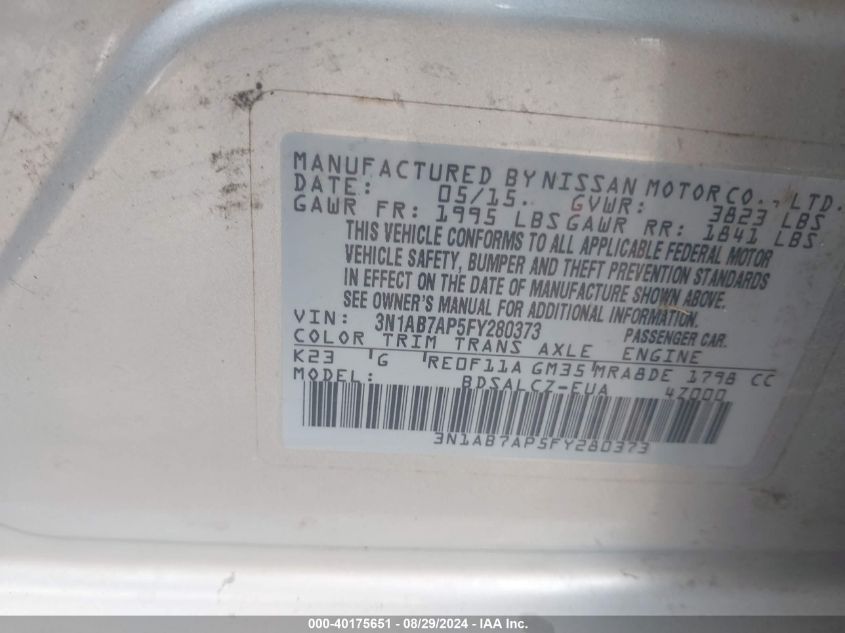 MANUFACTURED BY NISSAN MOTOR CO., LTD.
DATE: 05/15. GVWR: 3823 LBS
GAWR FR: 1995 LBS GAWR RR: 1841 LBS
THIS VEHICLE CONFORMS TO ALL APPLICABLE FEDERAL MOTOR
VEHICLE SAFETY, BUMPER AND THEFT PREVENTION STANDARDS
IN EFFECT ON THE DATE OF MANUFACTURE SHOWN ABOVE.
SEE OWNER'S MANUAL FOR ADDITIONAL INFORMATION.
VIN: 3N1AB7AP5FY280373 PASSENGER CAR.
COLOR TRIM TRANS AXLE ENGINE
K23 G RE0F11A GM35 MRA8DE 1798 CC
MODEL: BDSALCZ-EUA 47000
3N1AB7AP5FY280373
000-40175651 | 08/29/2024 - IAA Inc.